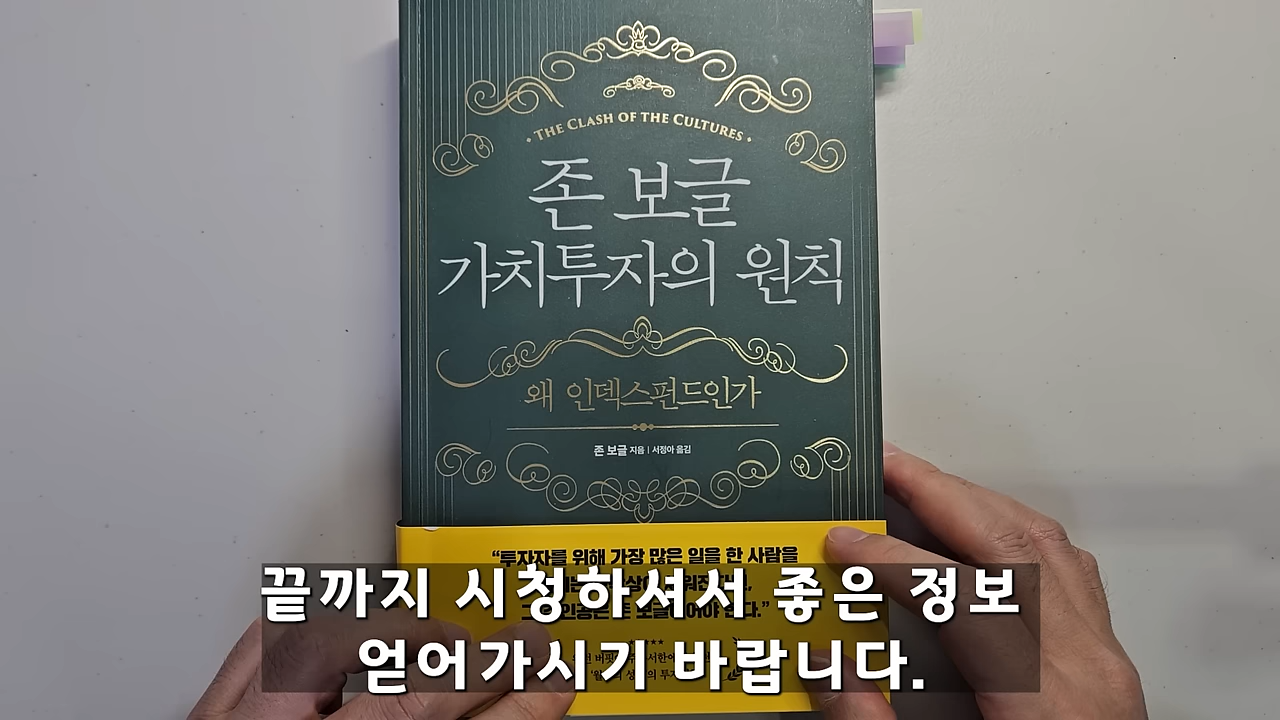 • THE CLASH OF THE CULTURES •
존 보글
가치투자의 원칙
왜 인덱스펀드인가
존 보글 지음 | 서정아 옮김
“투자자를 위해 가장 많은 일을 한 사람을
끝까지 시청하셔서 좋은 정보
얻어가시기 바랍니다.